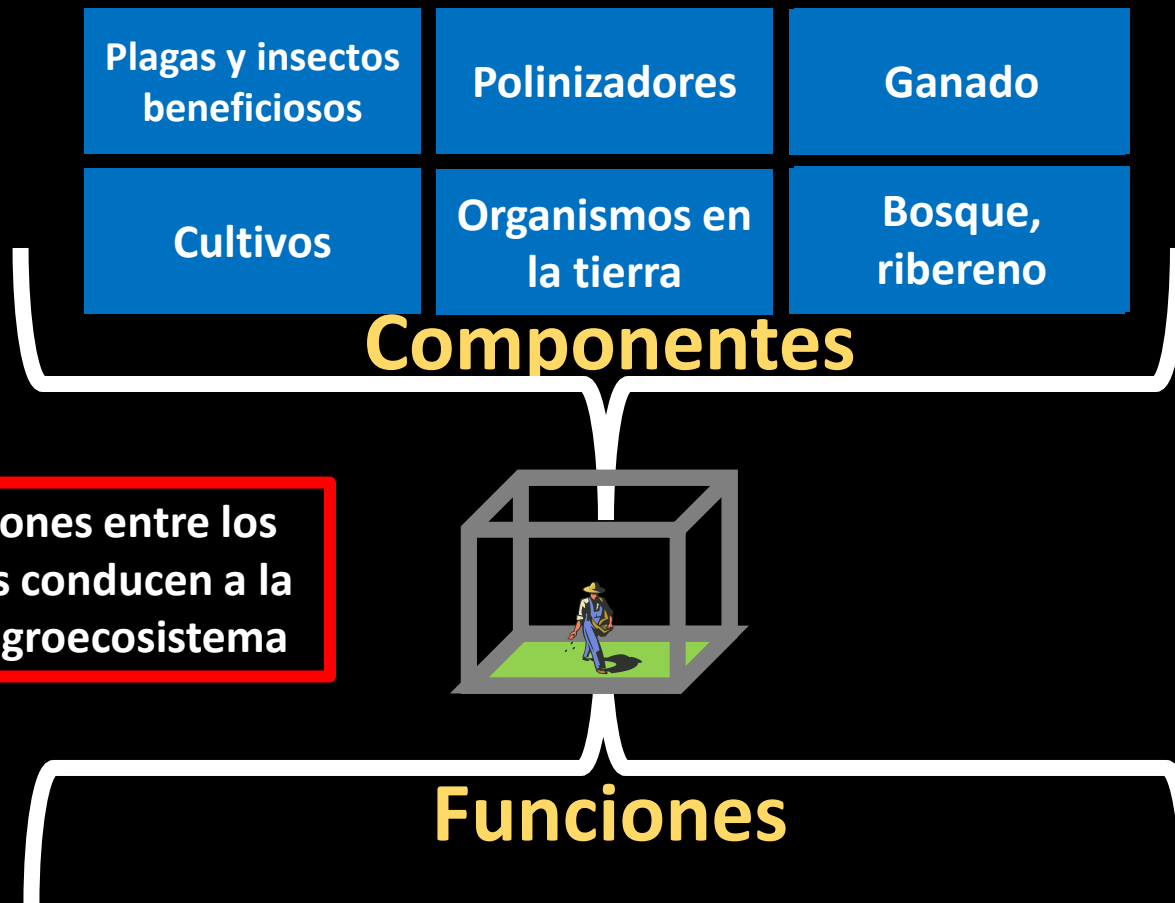 Plagas y insectos
beneficiosos
Polinizadores
Ganado
Cultivos
Organismos en
la tierra
Bosque,
ribereno
Componentes
ones entre los
s conducen a la
groecosistema
Funciones